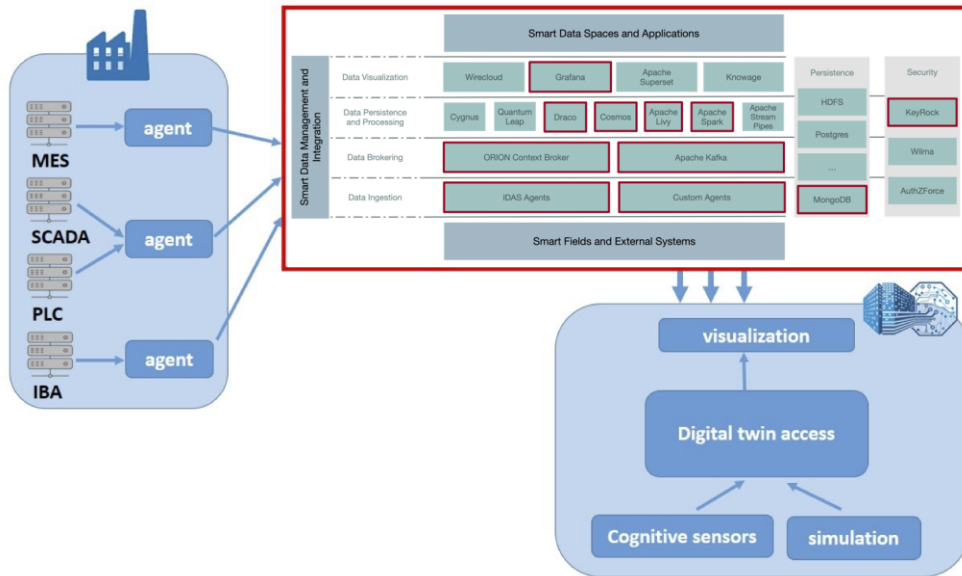 MES
agent
SCADA
PLC
agent
IBA
agent
Smart Data Management and
Integration
Smart Data Spaces and Applications
Data Visualization
Wirecloud
Grafana
Apache
Superset
Knowage
Data Persistence
and Processing
Cygnus
Quantum
Leap
Draco
Cosmos
Apache
Livy
Apache
Spark
Apache
Stream
Pipes
Data Brokering
ORION Context Broker
Apache Kafka
Data Ingestion
IDAS Agents
Custom Agents
Smart Fields and External Systems
Persistence
HDFS
Postgres
...
MongoDB
Security
KeyRock
Wilma
AuthZForce
visualization
Digital twin access
Cognitive sensors
simulation